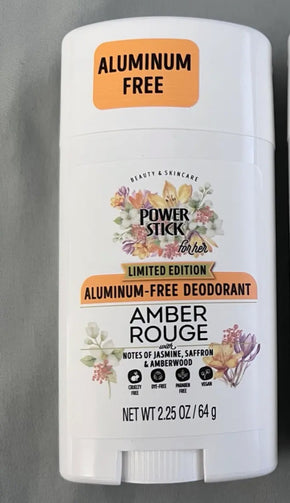 ALUMINUM
FREE
BEAUTY & SKINCARE
POWER
STICK
for her
LIMITED EDITION
ALUMINUM-FREE DEODORANT
AMBER
ROUGE
with
NOTES OF JASMINE, SAFFRON
& AMBERWOOD
CRUELTY FREE DYE-FREE PARABEN FREE VEGAN
NET WT 2.25 OZ / 64 g